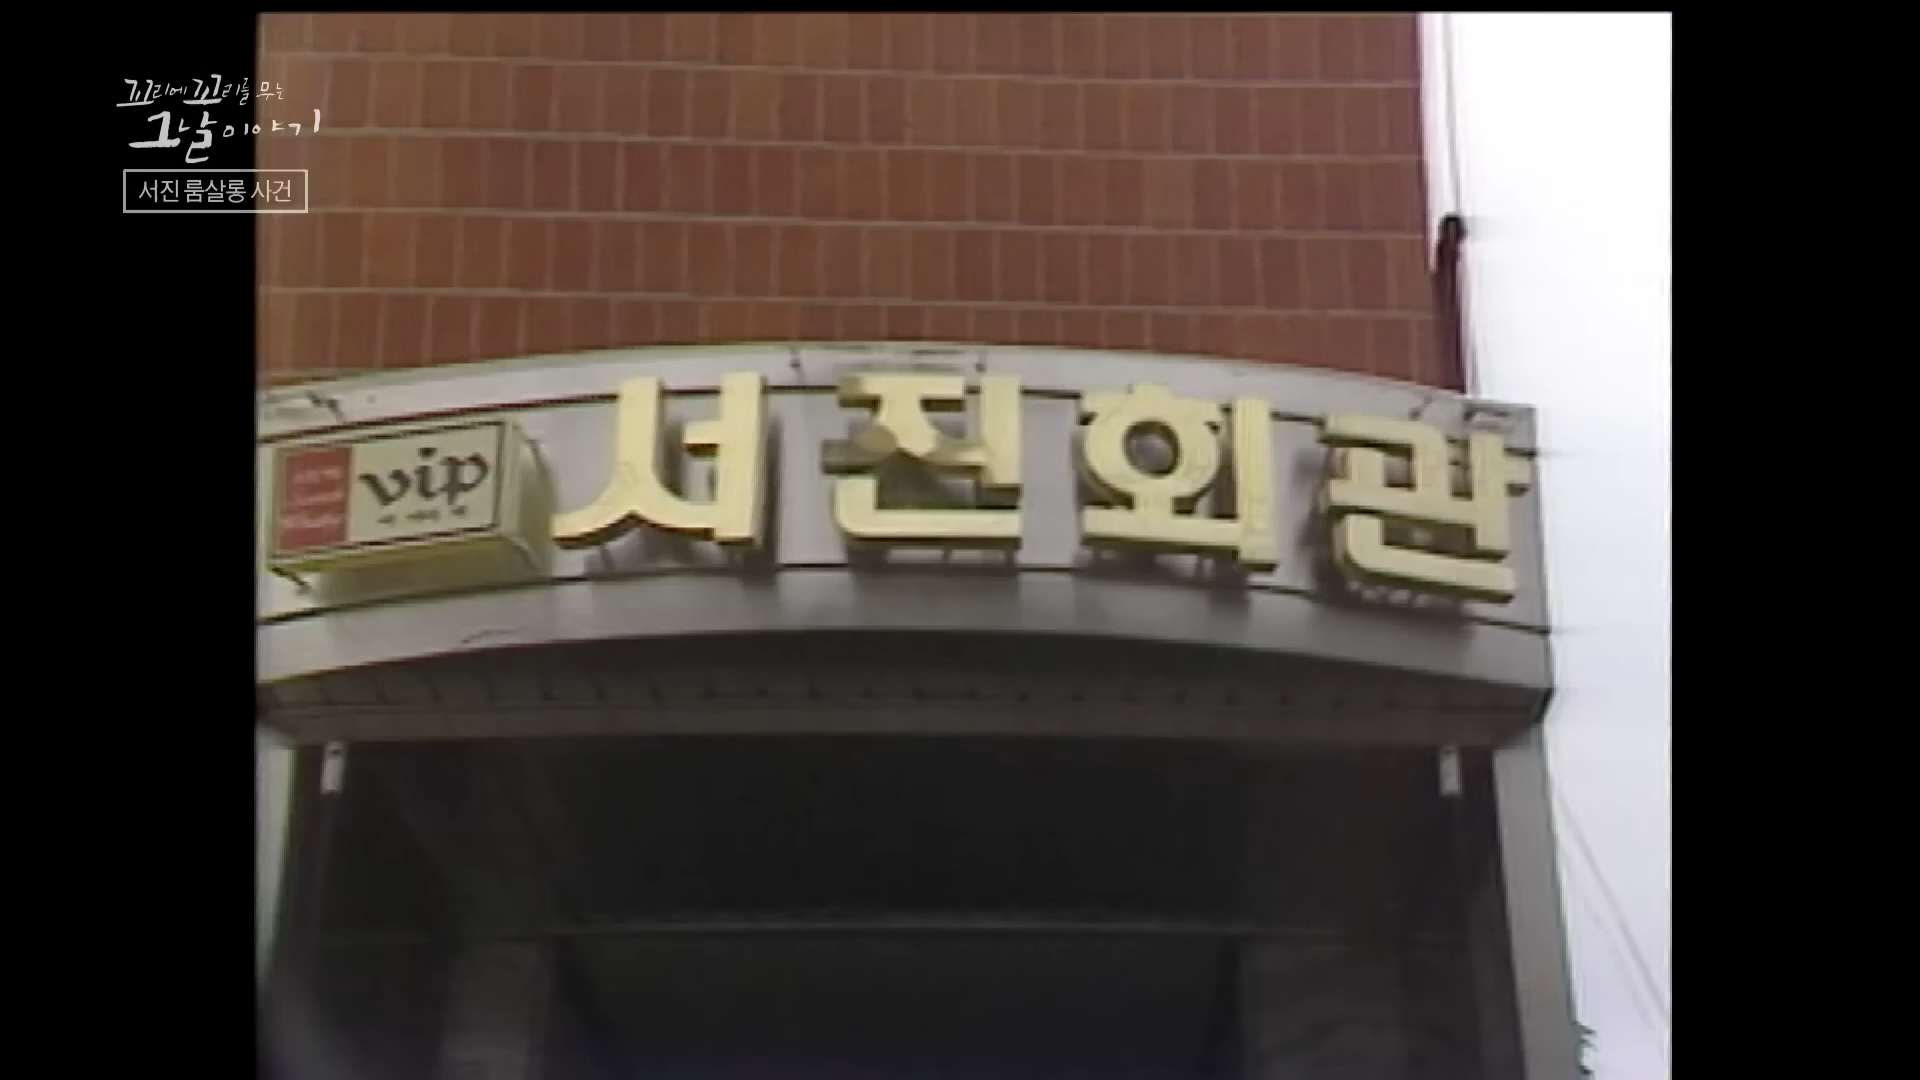 꼬리에 꼬리를 무는
그날 이야기
서진 룸살롱 사건
vip
서진회관